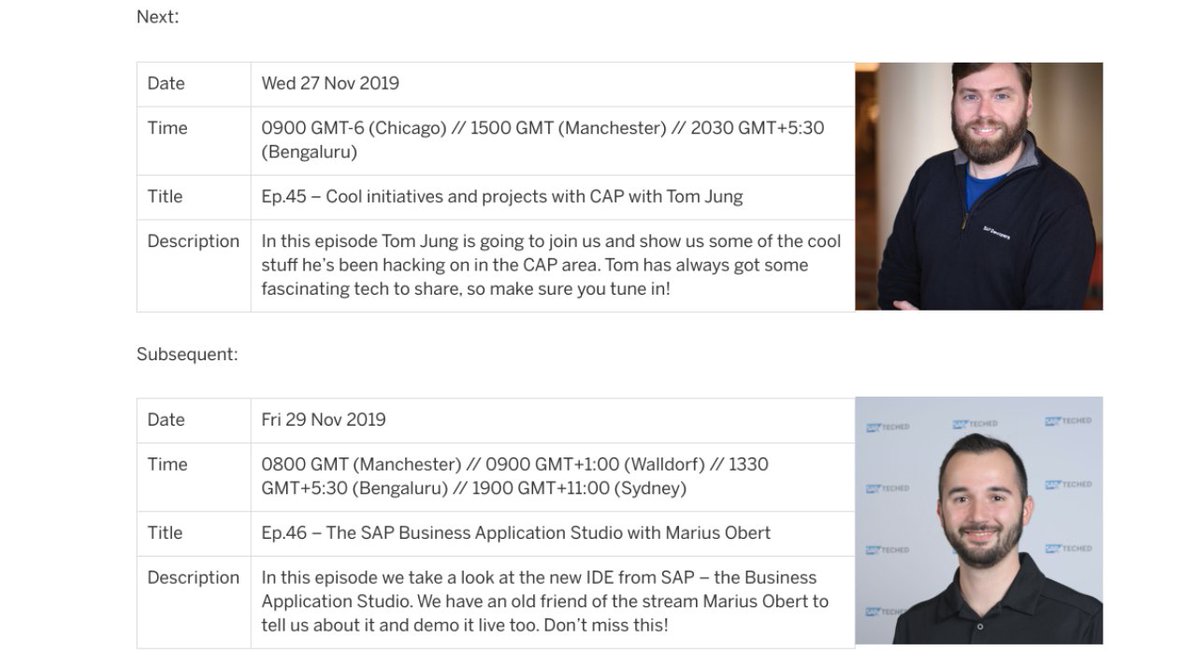 Next:
Date
Wed 27 Nov 2019
Time
0900 GMT-6 (Chicago) // 1500 GMT (Manchester) // 2030 GMT+5:30
(Bengaluru)
Title
Ep.45 – Cool initiatives and projects with CAP with Tom Jung
Description
In this episode Tom Jung is going to join us and show us some of the cool
stuff he’s been hacking on in the CAP area. Tom has always got some
fascinating tech to share, so make sure you tune in!
SAP Developers
Subsequent:
Date
Fri 29 Nov 2019
Time
0800 GMT (Manchester) // 0900 GMT+1:00 (Walldorf) // 1330
GMT+5:30 (Bengaluru) // 1900 GMT+11:00 (Sydney)
Title
Ep.46 – The SAP Business Application Studio with Marius Obert
Description
In this episode we take a look at the new IDE from SAP – the Business
Application Studio. We have an old friend of the stream Marius Obert to
tell us about it and demo it live too. Don’t miss this!
SAP TECHED SAP TECHED SAP TECHED
SAP TECHED SAP TECHED
SAP TECHED SAP TECHED
SAP TECHED